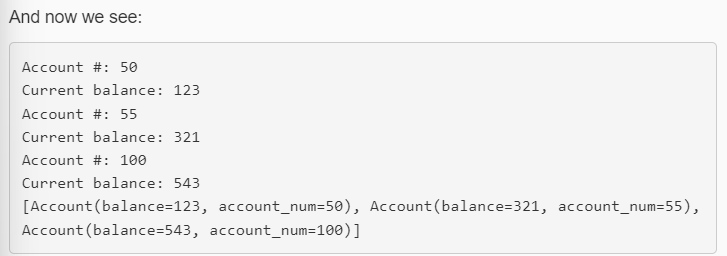 And now we see:
Account #: 50
Current balance: 123
Account #: 55
Current balance: 321
Account #: 100
Current balance: 543
[Account(balance=123, account_num=50), Account(balance=321, account_num=55),
Account(balance=543, account_num=100)]